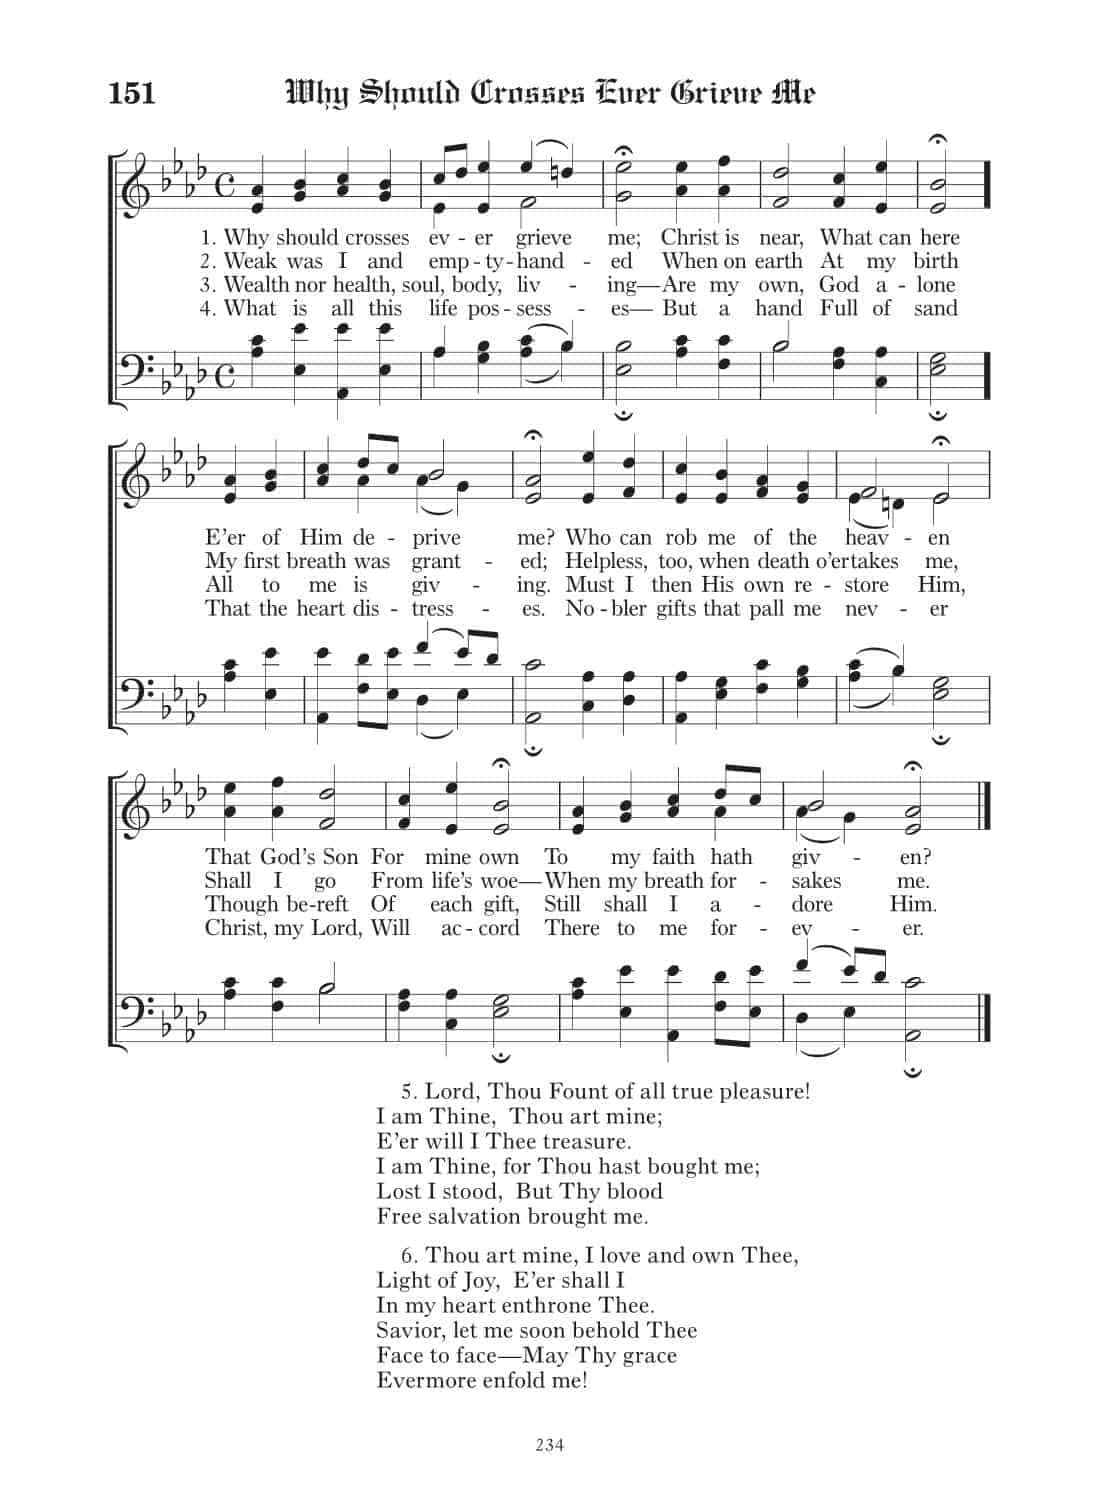 151 Why Should Crosses Ever Grieve Me
1. Why should crosses ev - er grieve me; Christ is near, What can here
2. Weak was I and emp - ty - hand - ed When on earth At my birth
3. Wealth nor health, soul, body, liv - ing—Are my own, God a - lone
4. What is all this life pos - sess - es— But a hand Full of sand
E'er of Him de - prive me? Who can rob me of the heav - en
My first breath was grant - ed; Helpless, too, when death o'ertakes me,
All to me is giv - ing. Must I then His own re - store Him,
That the heart dis - tress - es. No - bler gifts that pall me nev - er
That God's Son For mine own To my faith hath giv - en?
Shall I go From life's woe—When my breath for - sakes me.
Though be-reft Of each gift, Still shall I a - dore Him.
Christ, my Lord, Will ac - cord There to me for - ev - er.
5. Lord, Thou Fount of all true pleasure!
I am Thine, Thou art mine;
E'er will I Thee treasure.
I am Thine, for Thou hast bought me;
Lost I stood, But Thy blood
Free salvation brought me.
6. Thou art mine, I love and own Thee,
Light of Joy, E'er shall I
In my heart enthrone Thee.
Savior, let me soon behold Thee
Face to face—May Thy grace
Evermore enfold me!
234